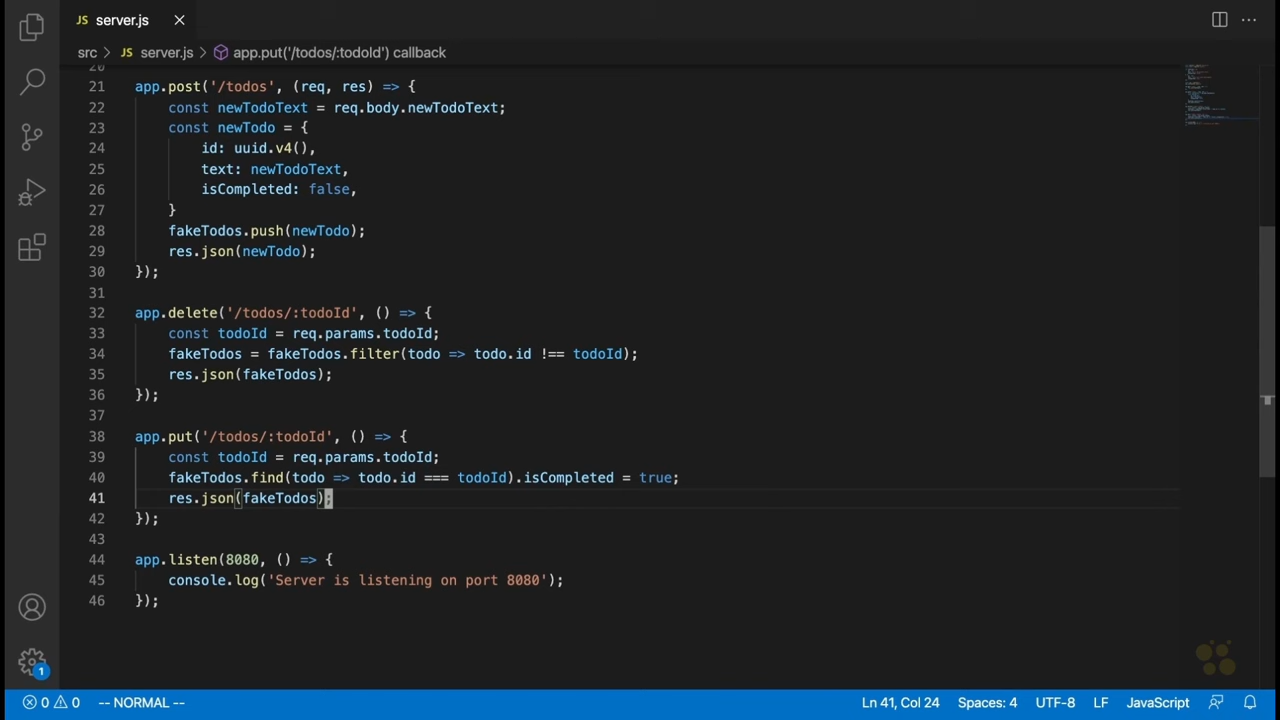 JS server.js
src > JS server.js > app.put('/todos/:todoId') callback
20
21 app.post('/todos', (req, res) => {
22     const newTodoText = req.body.newTodoText;
23     const newTodo = {
24         id: uuid.v4(),
25         text: newTodoText,
26         isCompleted: false,
27     }
28     fakeTodos.push(newTodo);
29     res.json(newTodo);
30 });
31
32 app.delete('/todos/:todoId', () => {
33     const todoId = req.params.todoId;
34     fakeTodos = fakeTodos.filter(todo => todo.id !== todoId);
35     res.json(fakeTodos);
36 });
37
38 app.put('/todos/:todoId', () => {
39     const todoId = req.params.todoId;
40     fakeTodos.find(todo => todo.id === todoId).isCompleted = true;
41     res.json(fakeTodos);
42 });
43
44 app.listen(8080, () => {
45     console.log('Server is listening on port 8080');
46 });
1
0 0 -- NORMAL -- Ln 41, Col 24 Spaces: 4 UTF-8 LF JavaScript